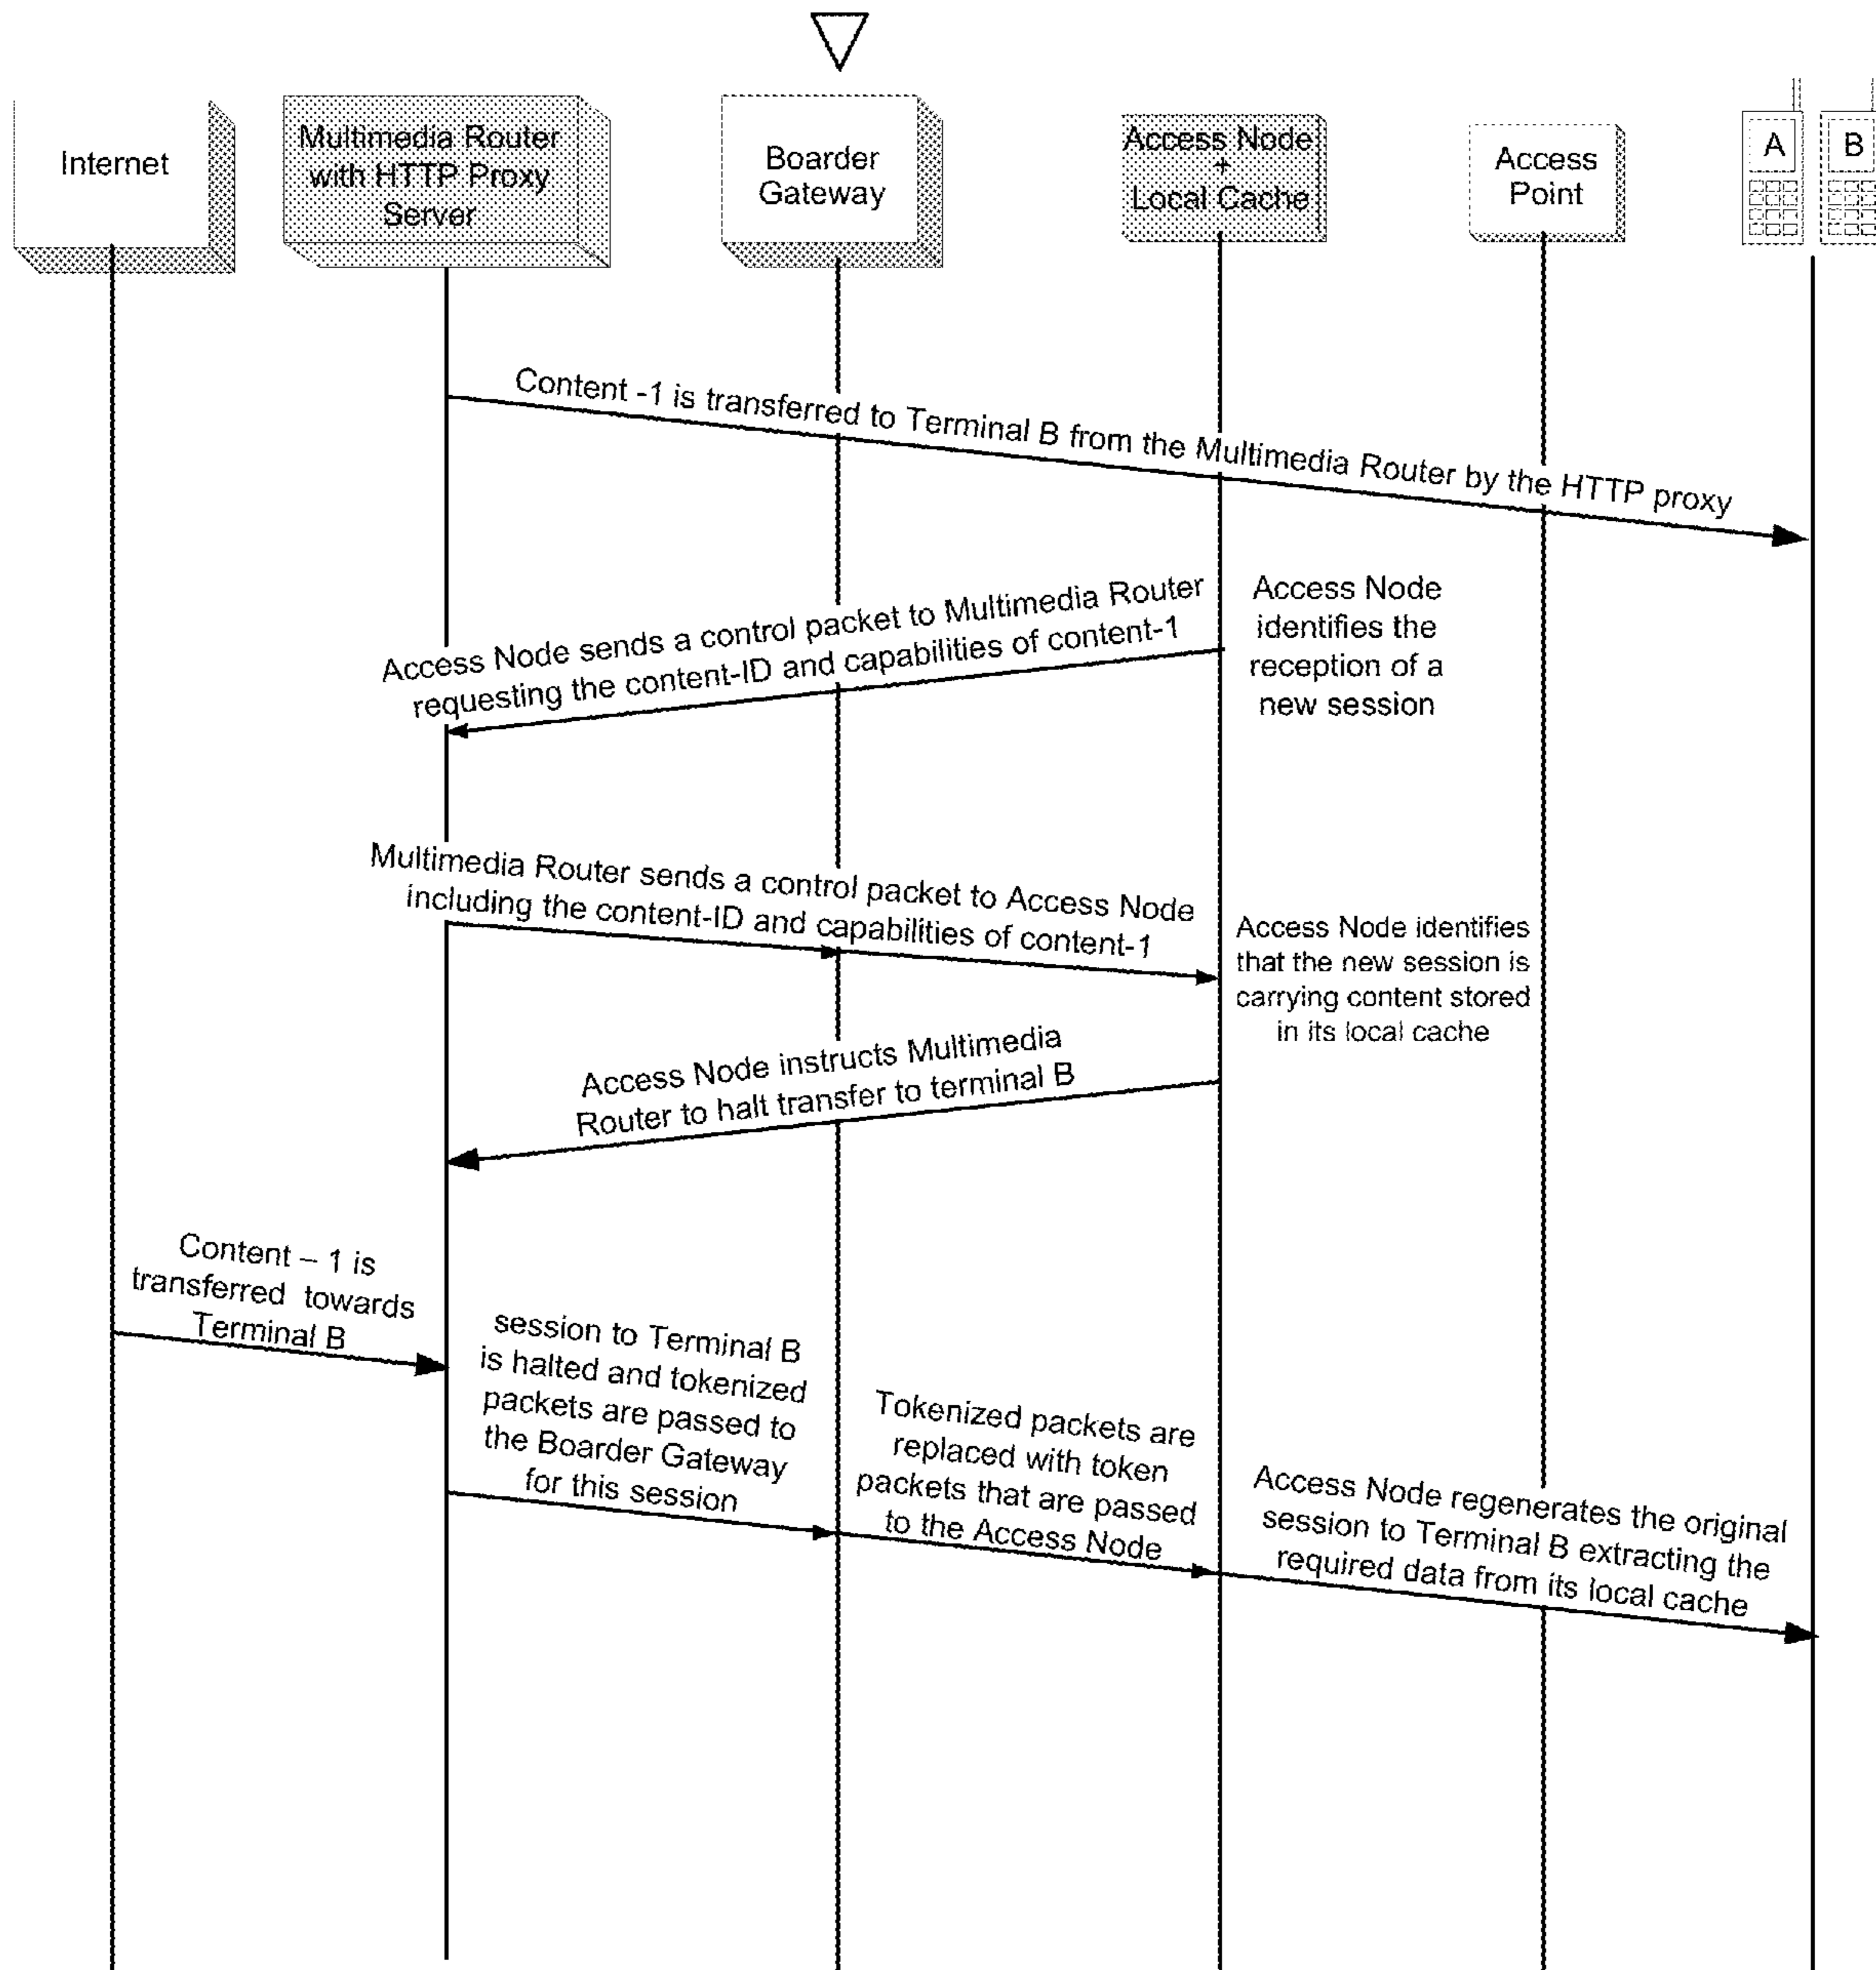 Internet
Multimedia Router
with HTTP Proxy
Server
Boarder
Gateway
Access Node
+
Local Cache
Access
Point
A
B
Content -1 is transferred to Terminal B from the Multimedia Router by the HTTP proxy
Access Node
identifies the
reception of a
new session
Access Node sends a control packet to Multimedia Router
requesting the content-ID and capabilities of content-1
Multimedia Router sends a control packet to Access Node
including the content-ID and capabilities of content-1
Access Node identifies
that the new session is
carrying content stored
in its local cache
Access Node instructs Multimedia
Router to halt transfer to terminal B
Content – 1 is
transferred towards
Terminal B
session to Terminal B
is halted and tokenized
packets are passed to
the Boarder Gateway
for this session
Tokenized packets are
replaced with token
packets that are passed
to the Access Node
Access Node regenerates the original
session to Terminal B extracting the
required data from its local cache